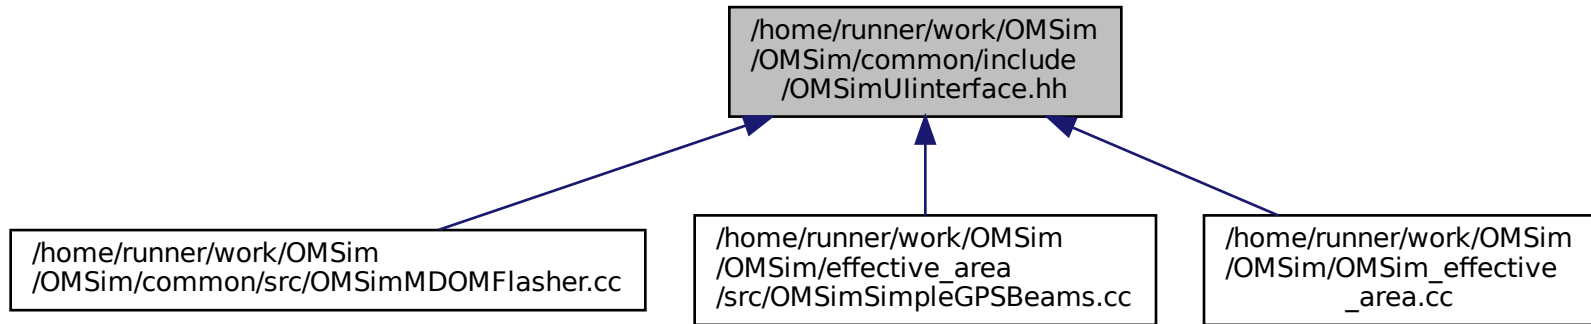 /home/runner/work/OMSim
/OMSim/common/include
/OMSimUIinterface.hh
/home/runner/work/OMSim
/OMSim/common/src/OMSimMDOMFlasher.cc
/home/runner/work/OMSim
/OMSim/effective_area
/src/OMSimSimpleGPSBeams.cc
/home/runner/work/OMSim
/OMSim/OMSim_effective
_area.cc